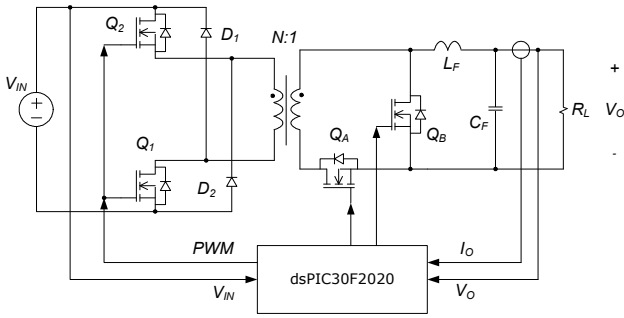 Q2
D1
N:1
LF
VIN
+
RL
VO
CF
QA
QB
Q1
D2
-
PWM
IO
dsPIC30F2020
VIN
VO